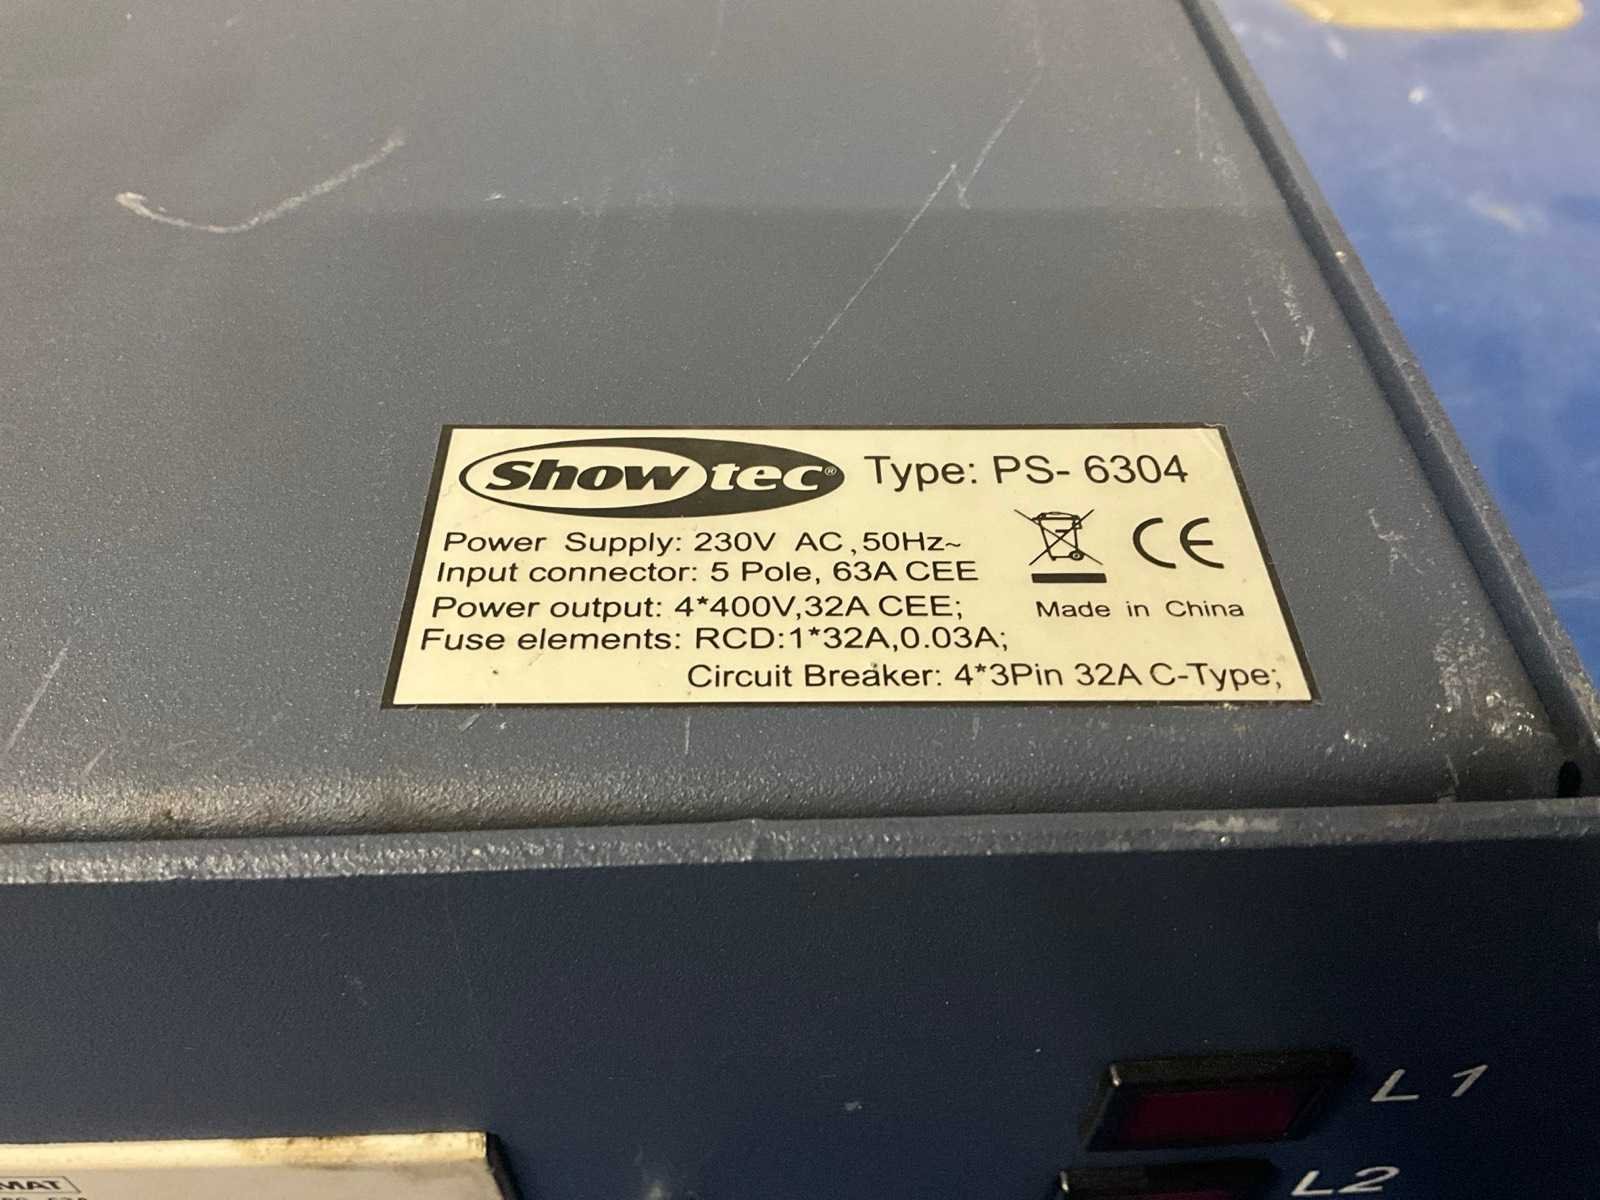 Showtec® Type: PS- 6304
Power Supply: 230V AC,50Hz~
Input connector: 5 Pole, 63A CEE
Power output: 4*400V,32A CEE;
Made in China
Fuse elements: RCD:1*32A,0.03A;
Circuit Breaker: 4*3Pin 32A C-Type;
L1
L2
MAT